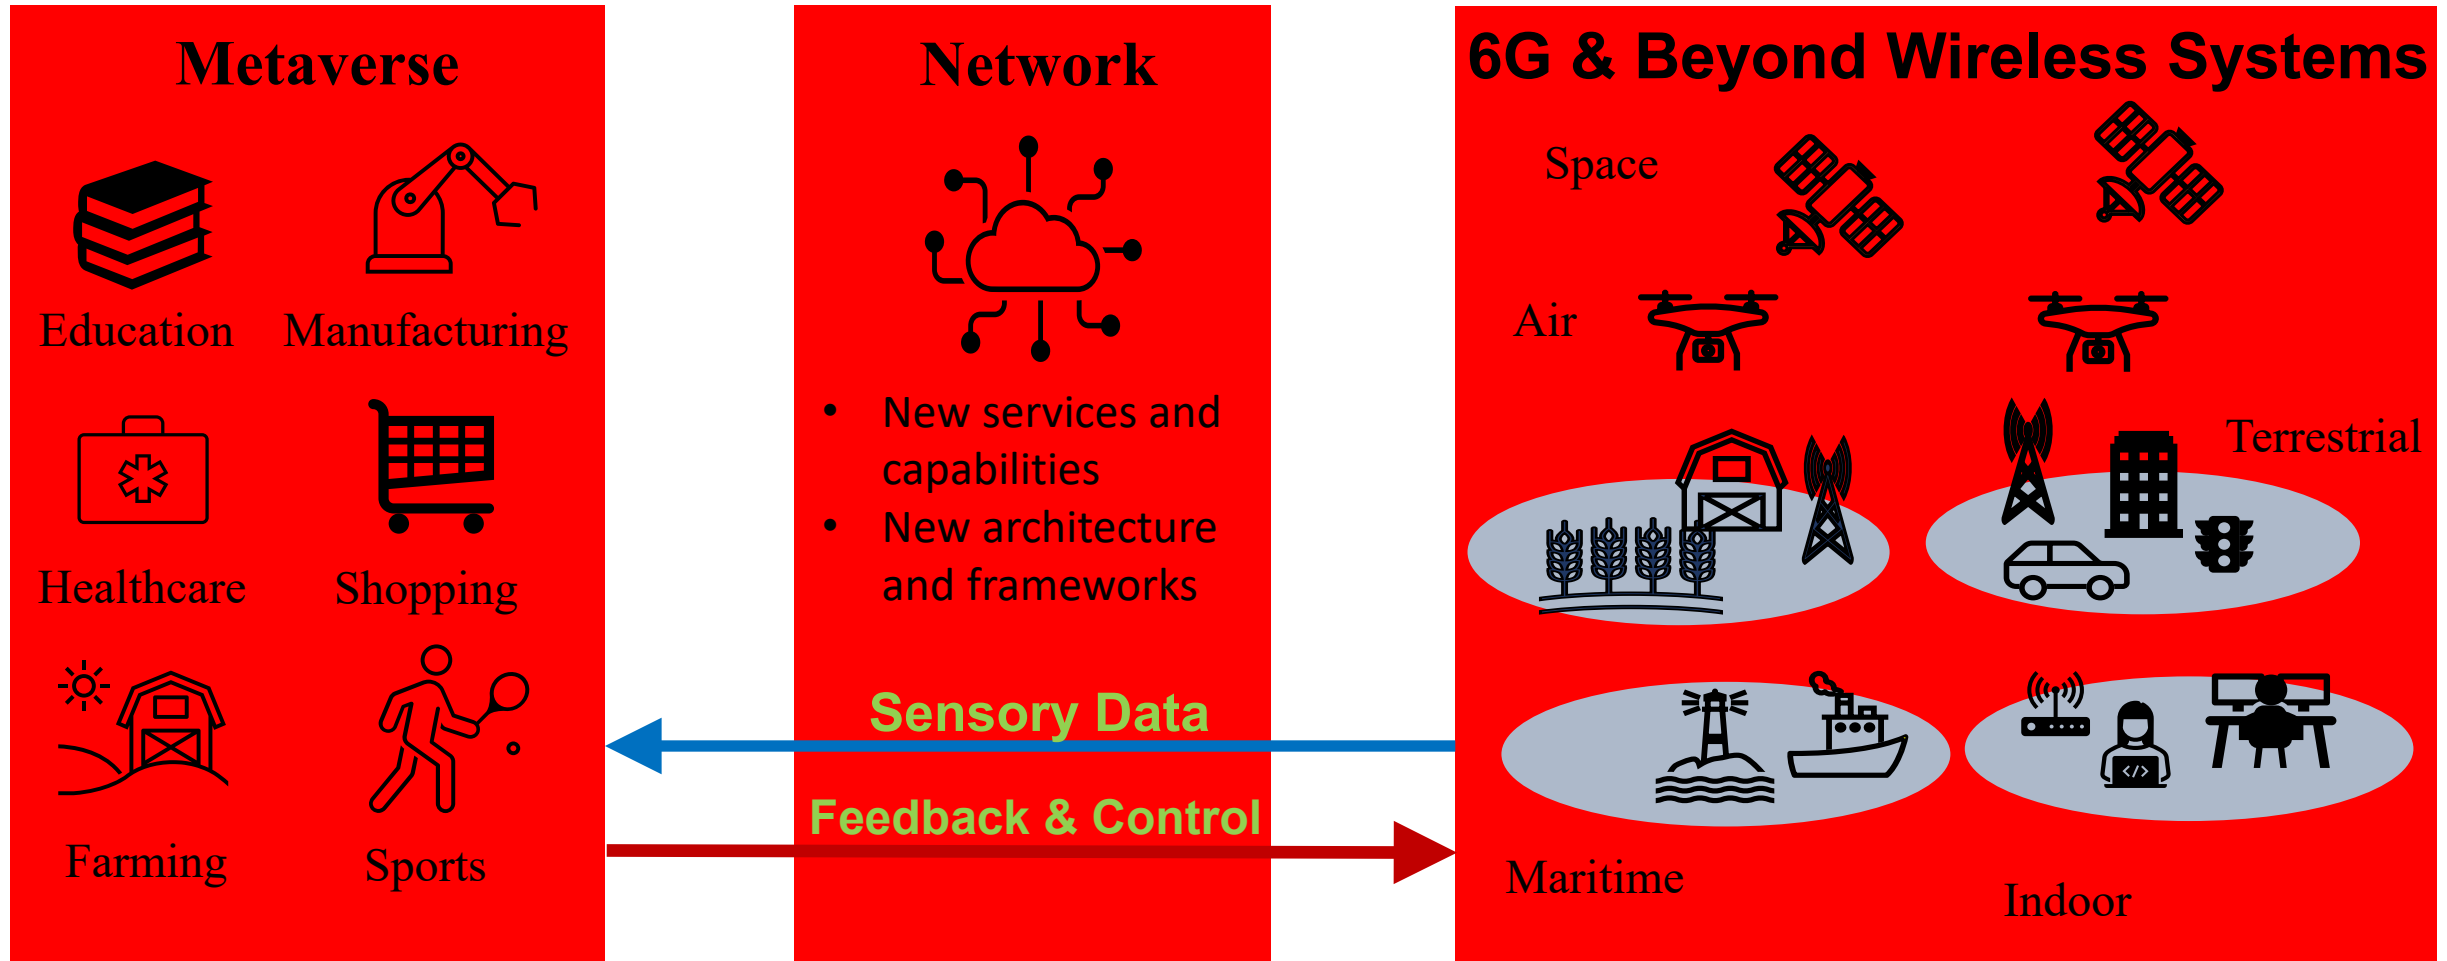 Metaverse
Education
Manufacturing
Healthcare
Shopping
Farming
Sports
Network
• New services and
capabilities
• New architecture
and frameworks
Sensory Data
Feedback & Control
6G & Beyond Wireless Systems
Space
Air
Terrestrial
</>
Maritime
Indoor